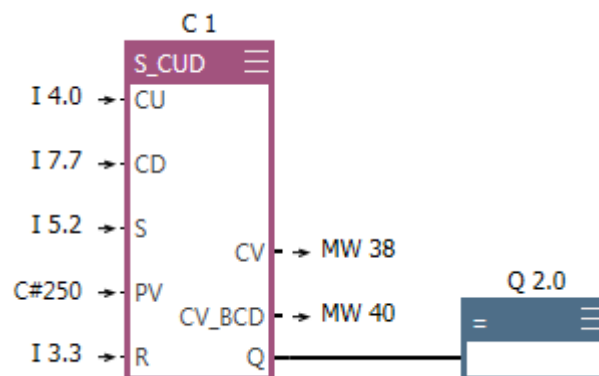 C 1
S_CUD
I 4.0 CU
I 7.7 CD
I 5.2 S
CV MW 38
C#250 PV
Q 2.0
CV_BCD MW 40
=
I 3.3 R Q